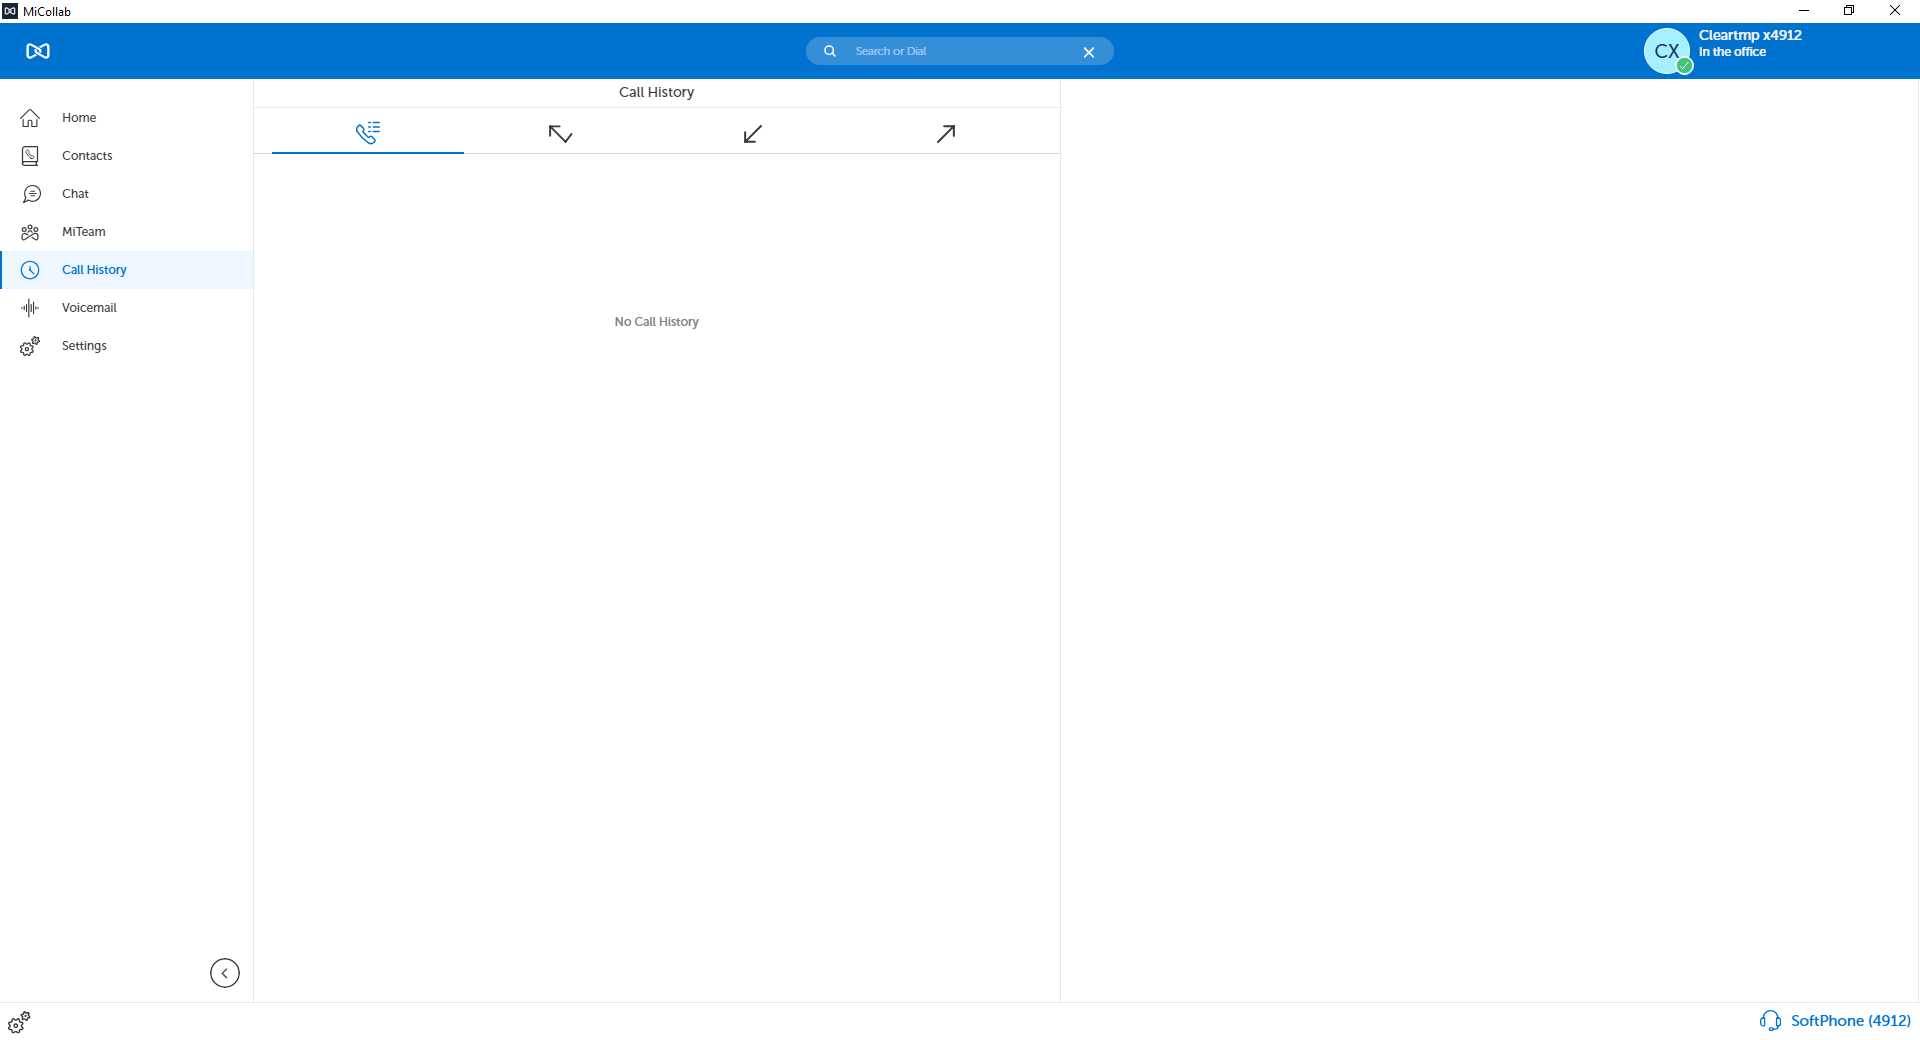 MiCollab
Search or Dial
CX
Cleartmp x4912
In the office
Home
Contacts
Chat
MiTeam
Call History
Voicemail
Settings
Call History
No Call History
SoftPhone (4912)